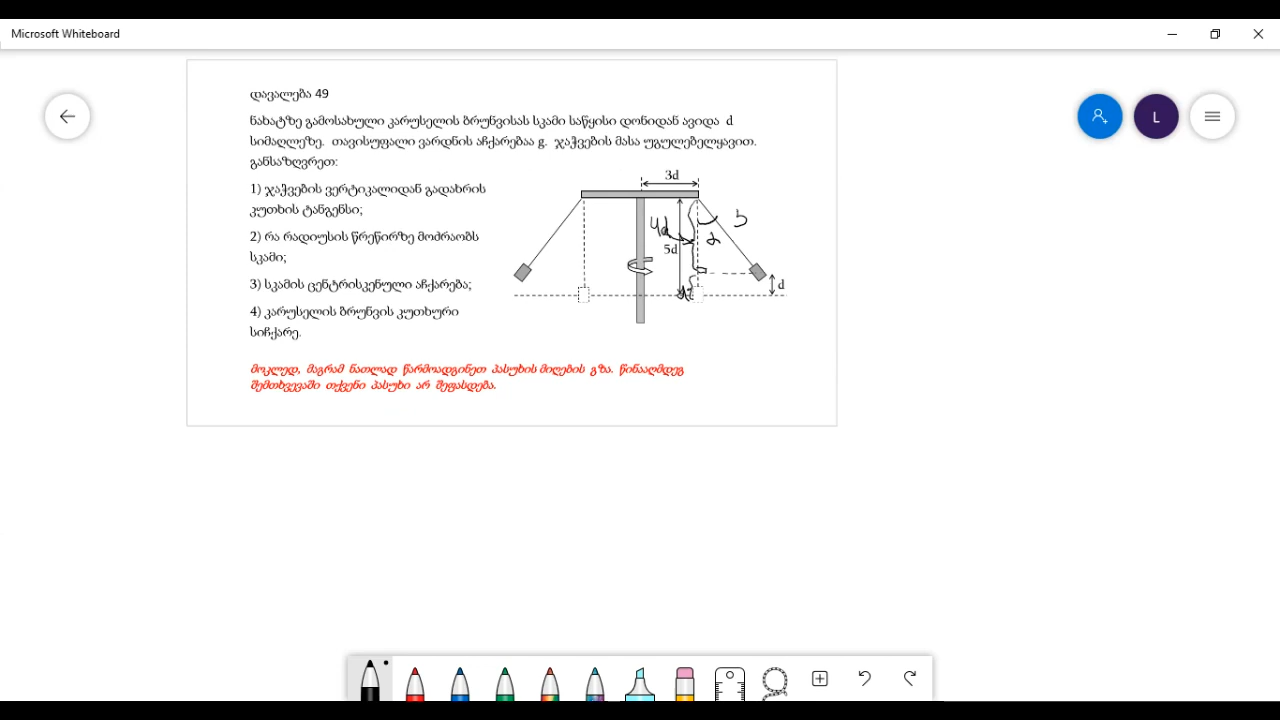 Microsoft Whiteboard
L
დავალება 49
ნახატზე გამოსახული კარუსელის ბრუნვისას სკამი საწყისი დონიდან ავიდა d
სიმაღლეზე. თავისუფალი ვარდნის აჩქარებაა g. ჯაჭვების მასა უგულებელყავით.
განსაზღვრეთ:
1) ჯაჭვების ვერტიკალიდან გადახრის
კუთხის ტანგენსი;
2) რა რადიუსის წრეწირზე მოძრაობს
სკამი;
3) სკამის ცენტრისკენული აჩქარება;
4) კარუსელის ბრუნვის კუთხური
სიჩქარე.
3d
4d
5d
α
d
მოკლედ, მაგრამ ნათლად წარმოადგინეთ პასუხის მიღების გზა. წინააღმდეგ
შემთხვევაში თქვენი პასუხი არ შეფასდება.